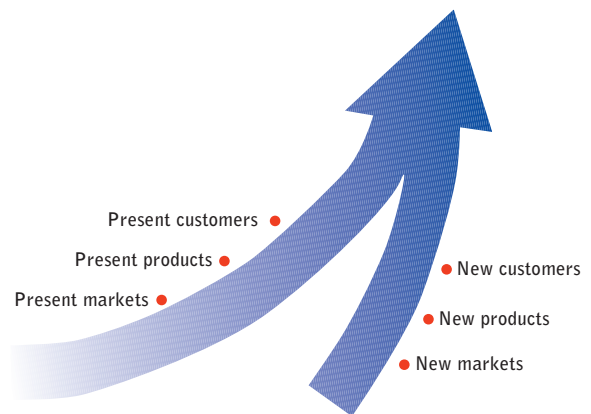 Present customers
Present products
Present markets
New customers
New products
New markets